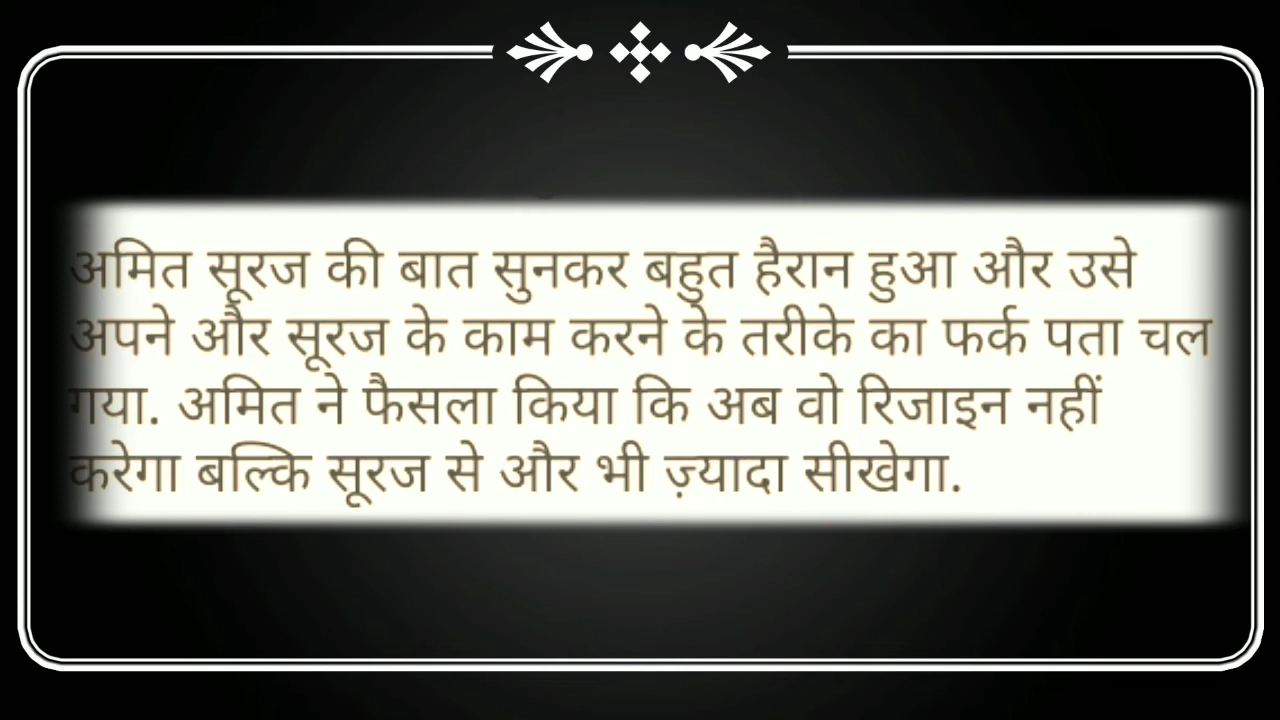 अमित सूरज की बात सुनकर बहुत हैरान हुआ और उसे
अपने और सूरज के काम करने के तरीके का फर्क पता चल
गया. अमित ने फैसला किया कि अब वो रिजाइन नहीं
करेगा बल्कि सूरज से और भी ज़्यादा सीखेगा.